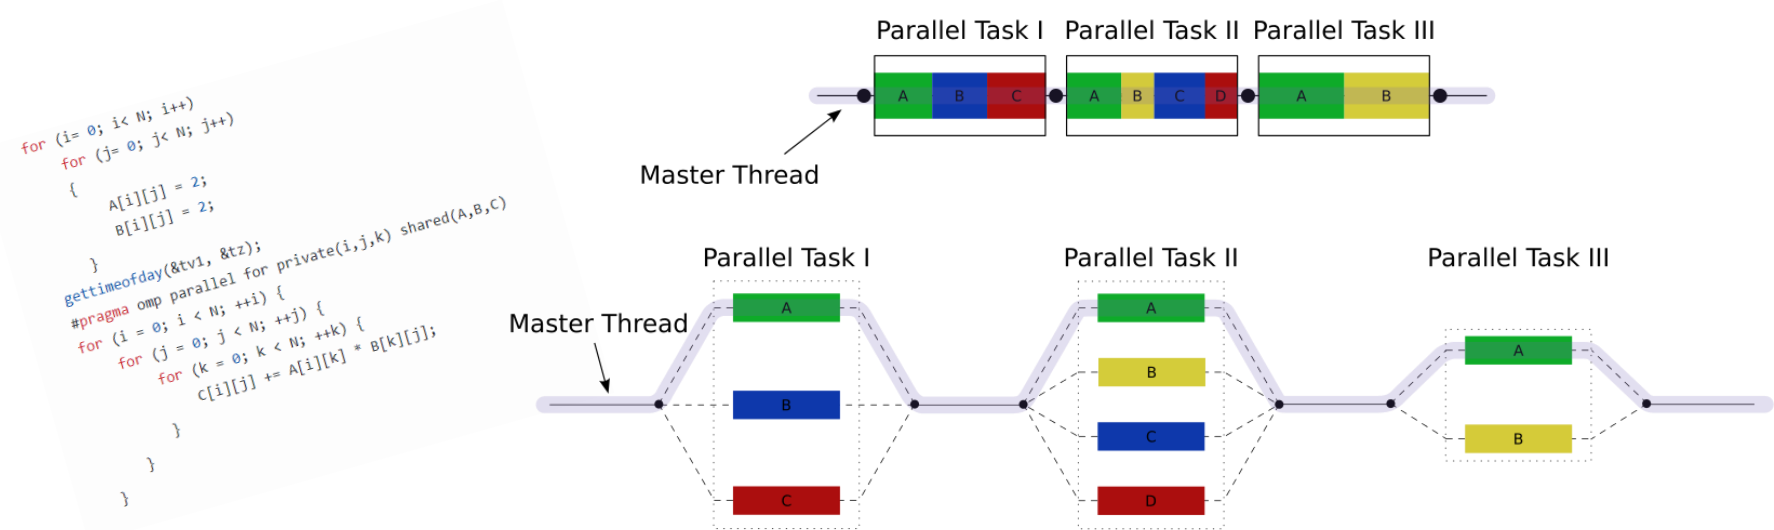 for (i= 0; i< N; i++)
for (j= 0; j< N; j++)
{
A[i][j] = 2;
B[i][j] = 2;
}
gettimeofday(&tv1, &tz);
#pragma omp parallel for private(i,j,k) shared(A,B,C)
for (i = 0; i < N; ++i) {
for (j = 0; j < N; ++j) {
for (k = 0; k < N; ++k) {
C[i][j] += A[i][k] * B[k][j];
}
}
}
Parallel Task I Parallel Task II Parallel Task III
A B C A B C D A B
Master Thread
Parallel Task I Parallel Task II Parallel Task III
Master Thread
A
B
C
A
B
C
D
A
B